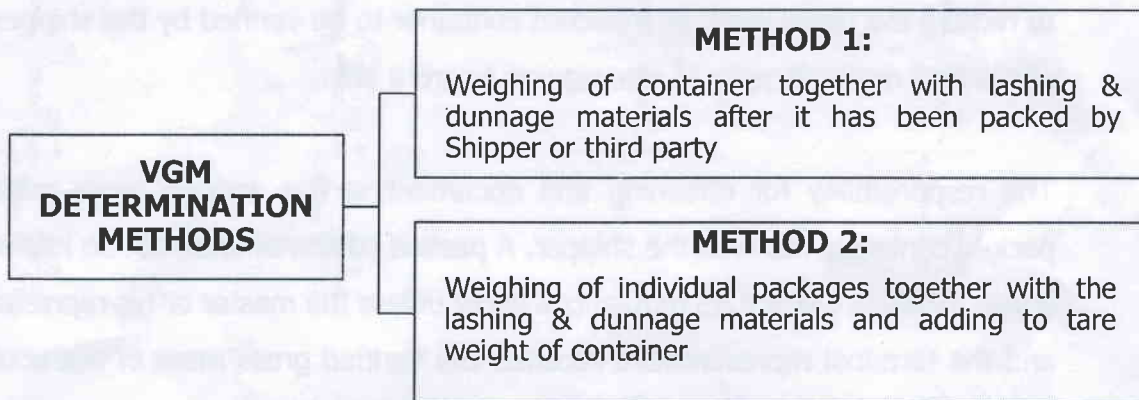 METHOD 1:
Weighing of container together with lashing &
dunnage materials after it has been packed by
Shipper or third party
VGM
DETERMINATION
METHODS
METHOD 2:
Weighing of individual packages together with the
lashing & dunnage materials and adding to tare
weight of container